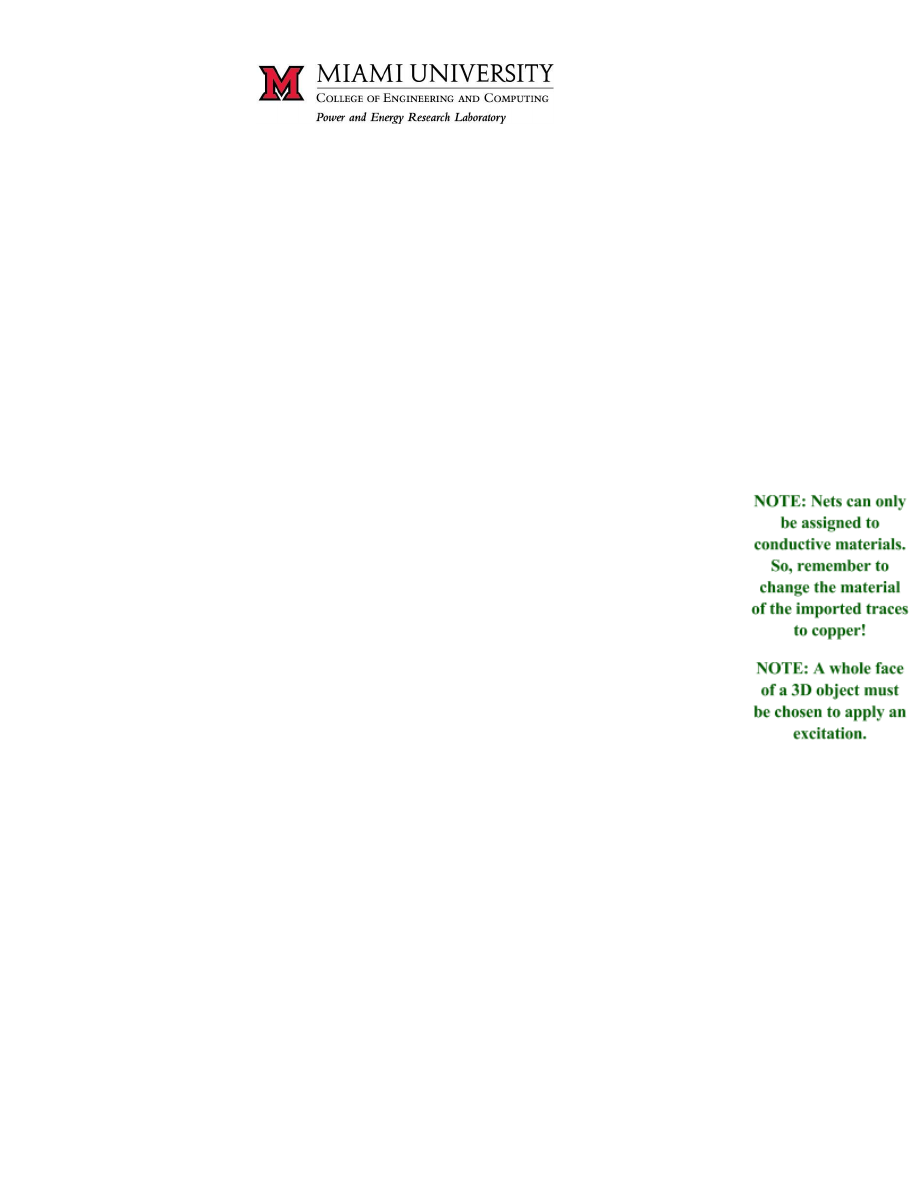 MIAMI UNIVERSITY
COLLEGE OF ENGINEERING AND COMPUTING
Power and Energy Research Laboratory
NOTE: Nets can only
be assigned to
conductive materials.
So, remember to
change the material
of the imported traces
to copper!
NOTE: A whole face
of a 3D object must
be chosen to apply an
excitation.